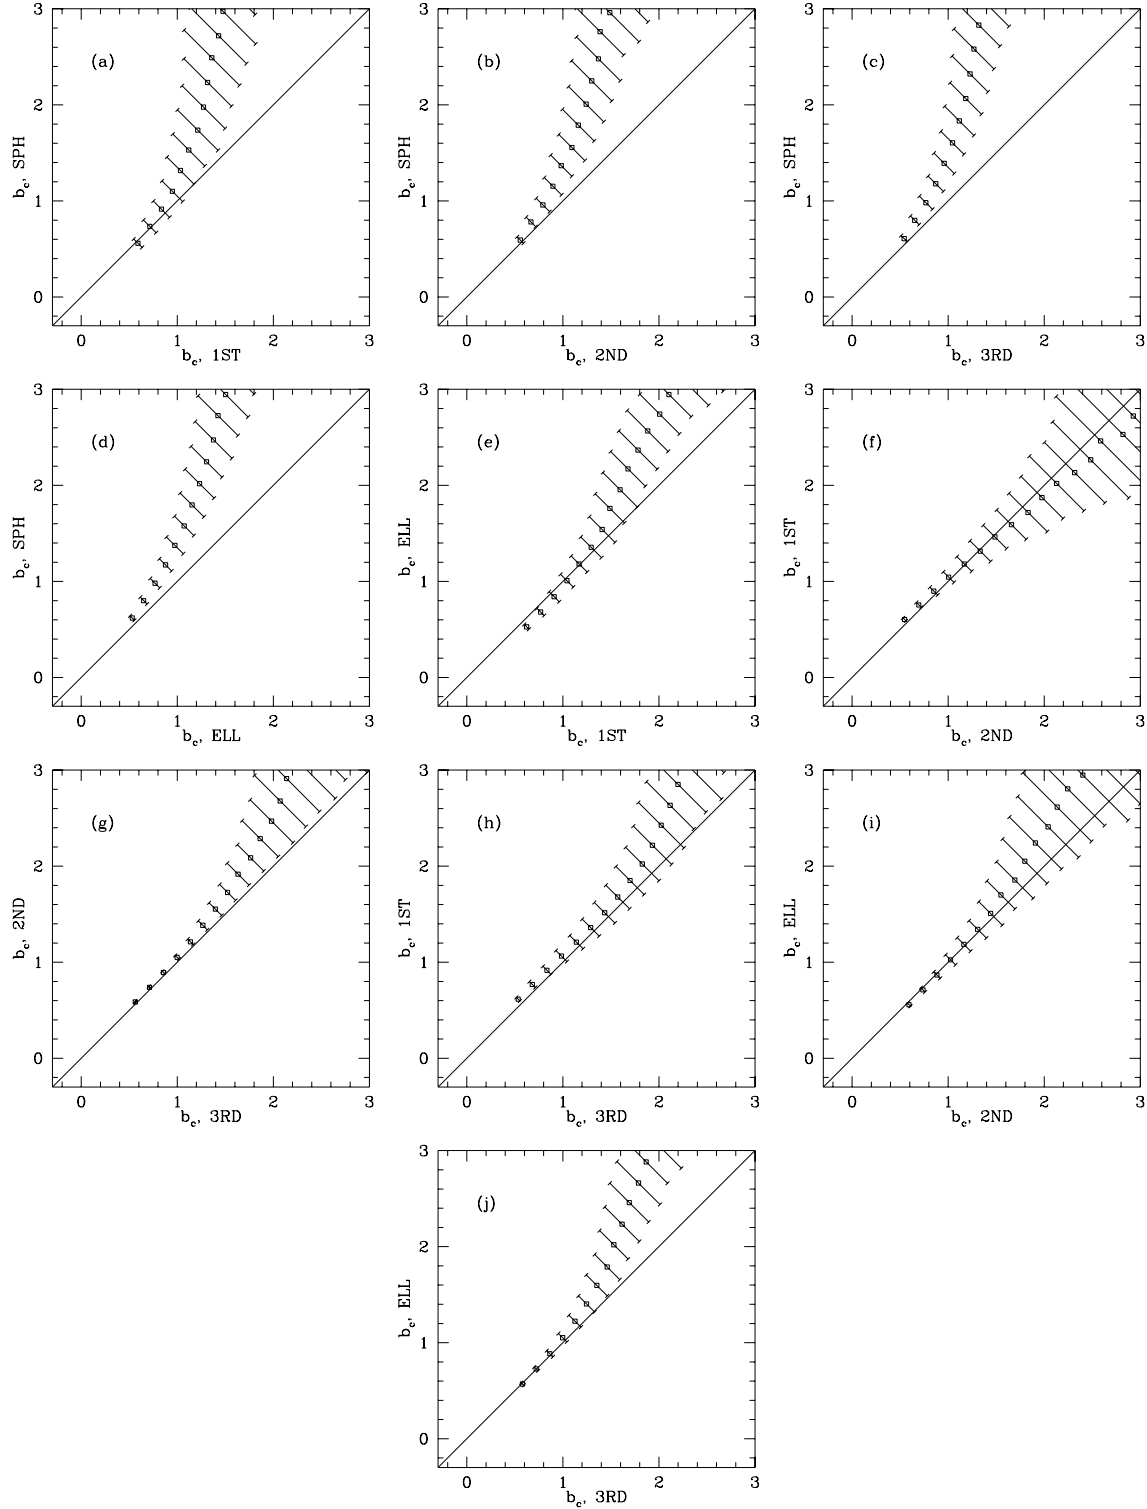 (a)
b_c, SPH
3
2
1
0
0 1 2 3
b_c, 1ST
(b)
b_c, SPH
3
2
1
0
0 1 2 3
b_c, 2ND
(c)
b_c, SPH
3
2
1
0
0 1 2 3
b_c, 3RD
(d)
b_c, SPH
3
2
1
0
0 1 2 3
b_c, ELL
(e)
b_c, ELL
3
2
1
0
0 1 2 3
b_c, 1ST
(f)
b_c, 1ST
3
2
1
0
0 1 2 3
b_c, 2ND
(g)
b_c, 2ND
3
2
1
0
0 1 2 3
b_c, 3RD
(h)
b_c, 1ST
3
2
1
0
0 1 2 3
b_c, 3RD
(i)
b_c, ELL
3
2
1
0
0 1 2 3
b_c, 2ND
(j)
b_c, ELL
3
2
1
0
0 1 2 3
b_c, 3RD